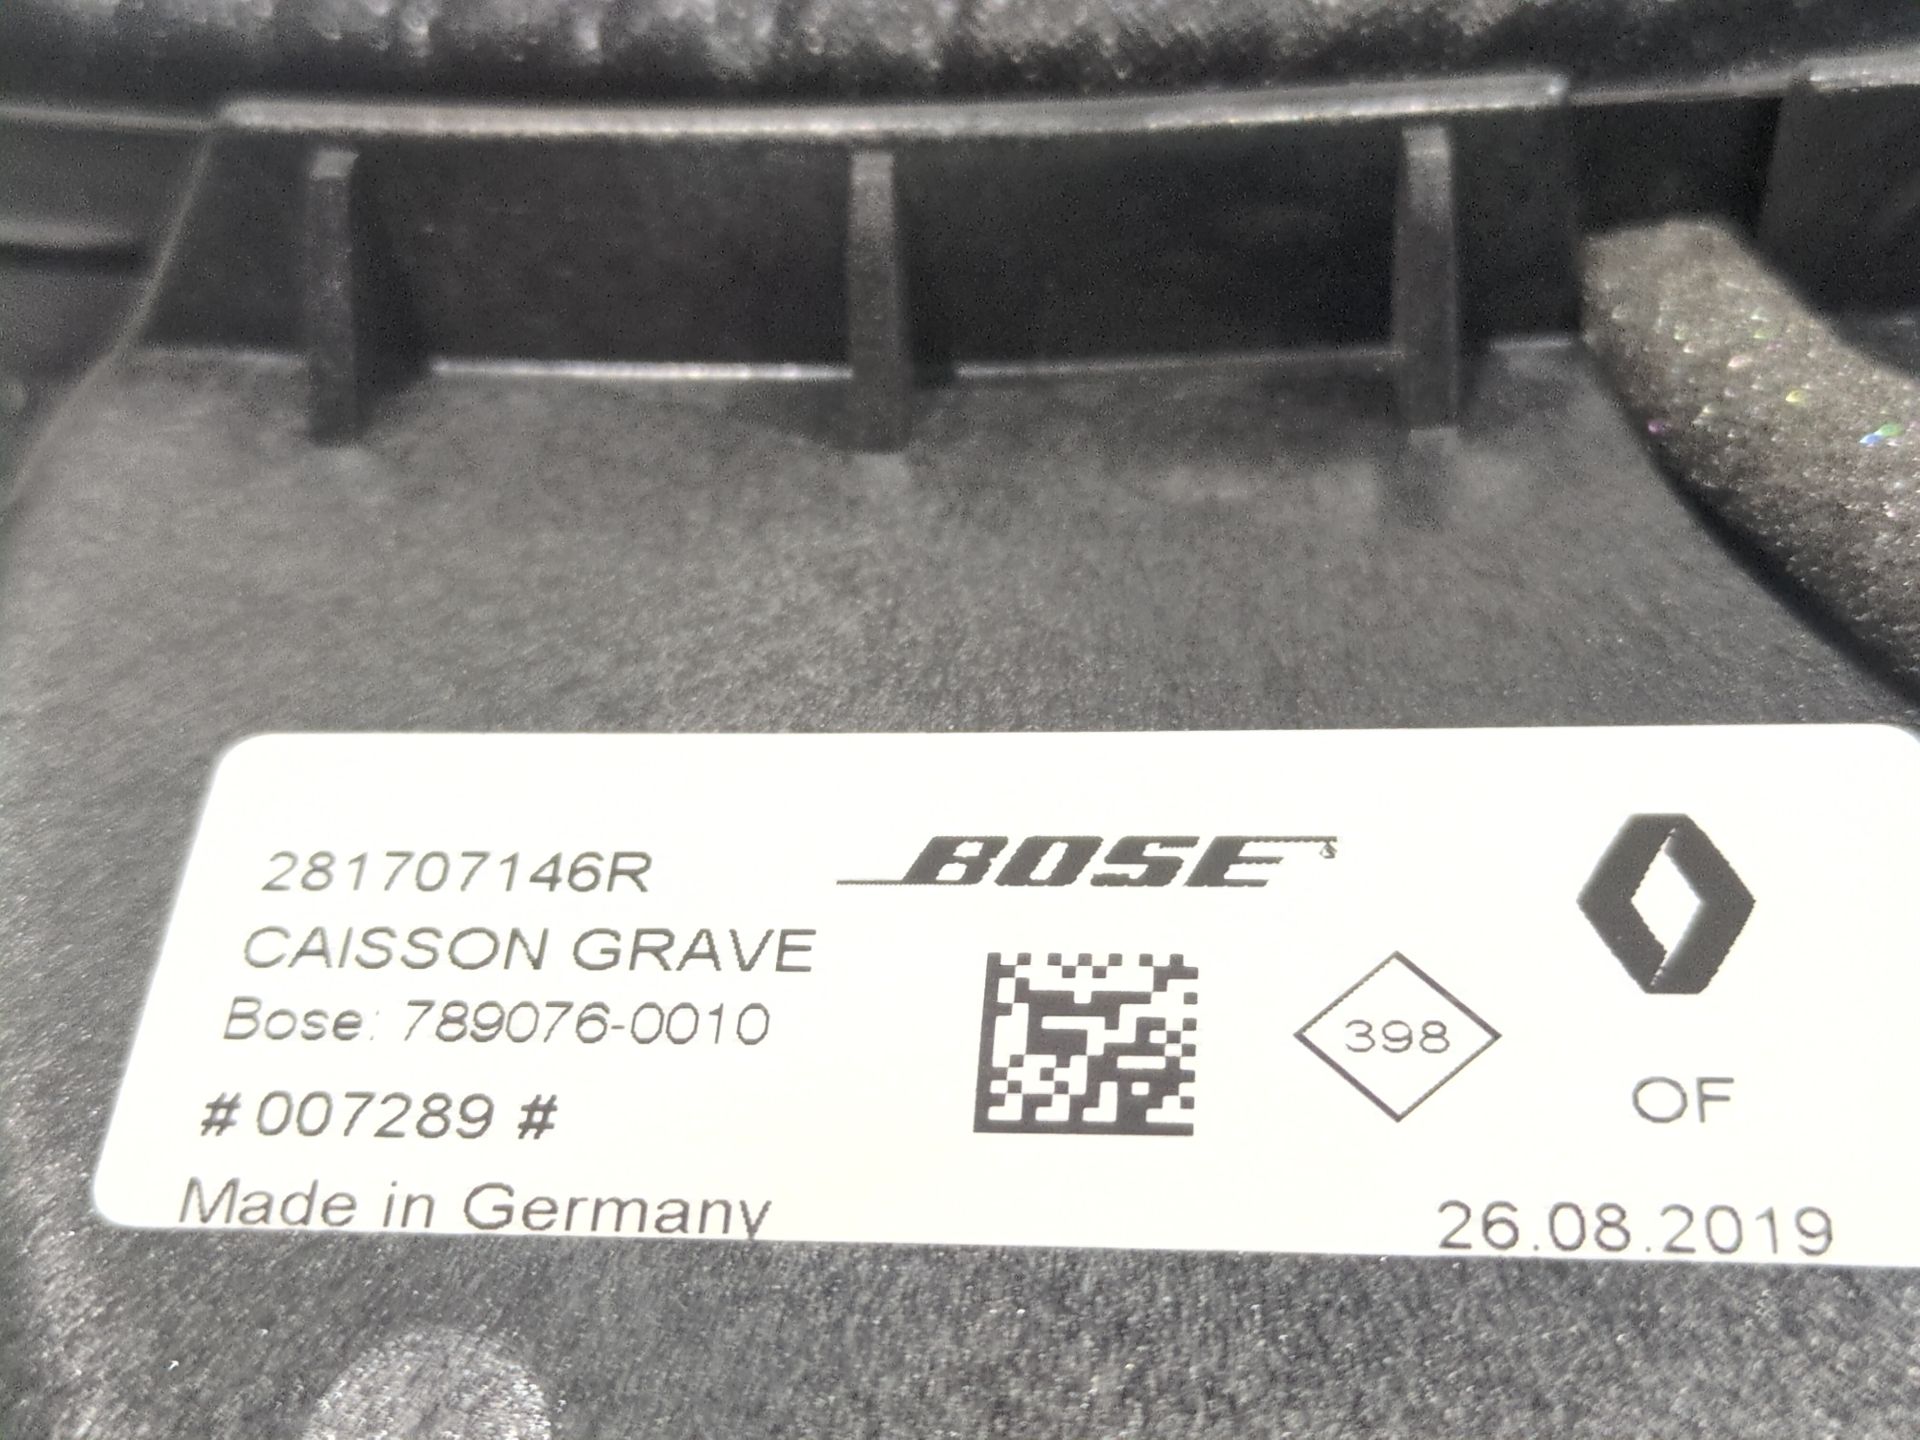 281707146R
BOSE
CAISSON GRAVE
Bose: 789076-0010
398
#007289 #
OF
Made in Germany
26.08.2019